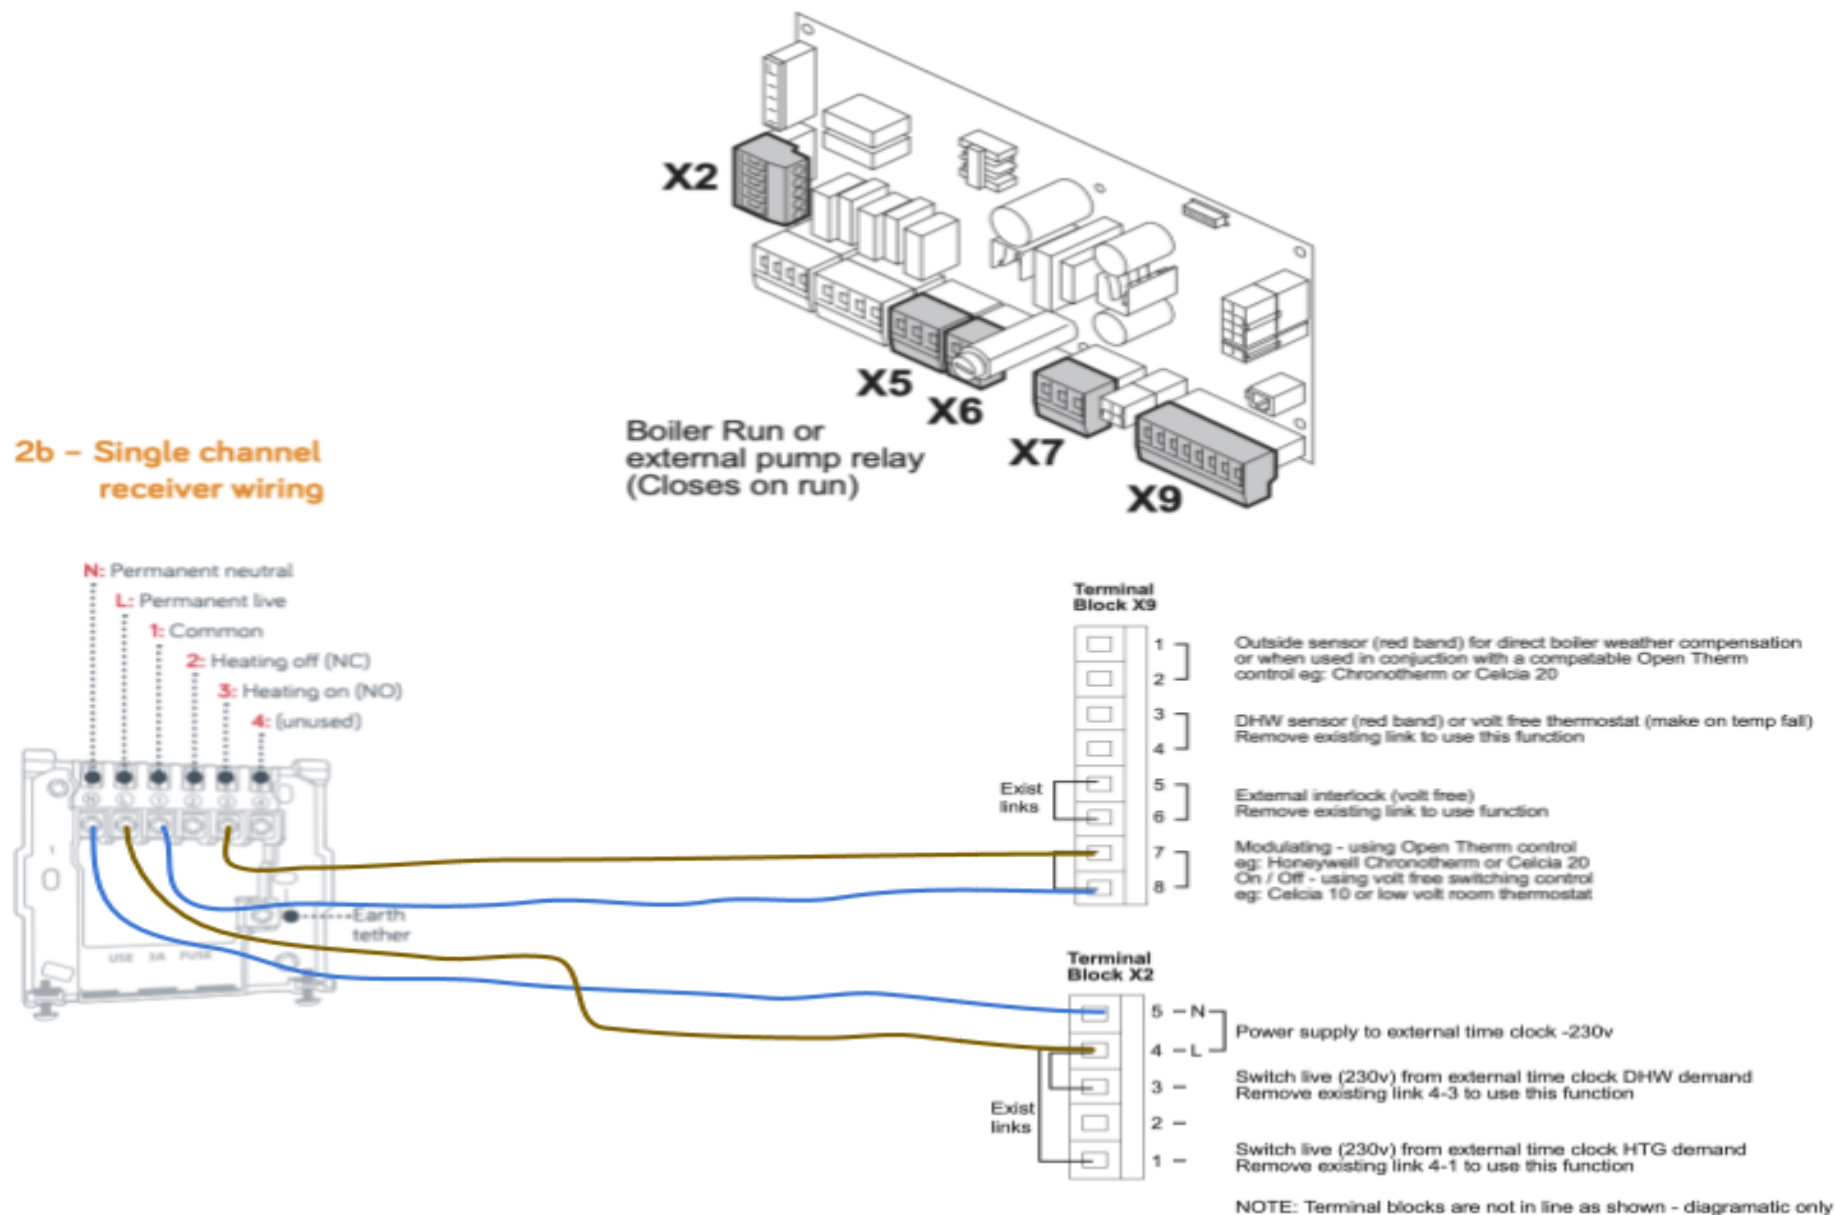 X2
X5
X6
X7
X9
Boiler Run or
external pump relay
(Closes on run)
2b – Single channel
receiver wiring
N: Permanent neutral
L: Permanent live
1: Common
2: Heating off (NC)
3: Heating on (NO)
4: (unused)
N L 1 2 3 4
1
Earth
tether
USE 3A FUSE
Terminal
Block X9
1
2
Outside sensor (red band) for direct boiler weather compensation
or when used in conjuction with a compatable Open Therm
control eg: Chronotherm or Celcia 20
3
4
DHW sensor (red band) or volt free thermostat (make on temp fall)
Remove existing link to use this function
Exist
links
5
6
External interlock (volt free)
Remove existing link to use function
7
8
Modulating - using Open Therm control
eg: Honeywell Chronotherm or Celcia 20
On / Off - using volt free switching control
eg: Celcia 10 or low volt room thermostat
Terminal
Block X2
5 – N
4 – L
Power supply to external time clock -230v
3 –
Switch live (230v) from external time clock DHW demand
Remove existing link 4-3 to use this function
Exist
links
2 –
1 –
Switch live (230v) from external time clock HTG demand
Remove existing link 4-1 to use this function
NOTE: Terminal blocks are not in line as shown - diagramatic only